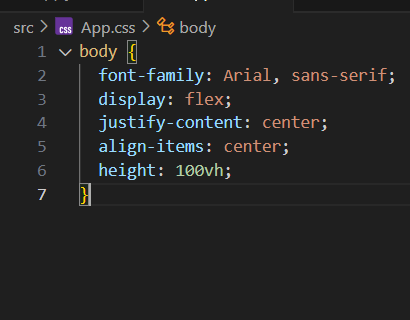 src > App.css > body
1 body {
2 font-family: Arial, sans-serif;
3 display: flex;
4 justify-content: center;
5 align-items: center;
6 height: 100vh;
7 }